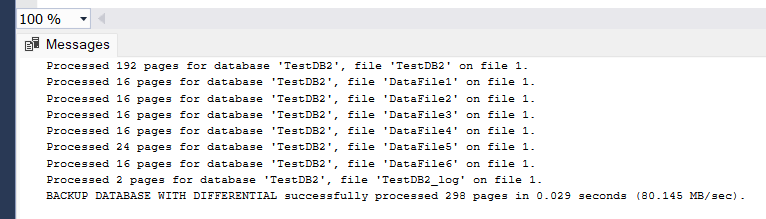 100 %
Messages
Processed 192 pages for database 'TestDB2', file 'TestDB2' on file 1.
Processed 16 pages for database 'TestDB2', file 'DataFile1' on file 1.
Processed 16 pages for database 'TestDB2', file 'DataFile2' on file 1.
Processed 16 pages for database 'TestDB2', file 'DataFile3' on file 1.
Processed 16 pages for database 'TestDB2', file 'DataFile4' on file 1.
Processed 24 pages for database 'TestDB2', file 'DataFile5' on file 1.
Processed 16 pages for database 'TestDB2', file 'DataFile6' on file 1.
Processed 2 pages for database 'TestDB2', file 'TestDB2_log' on file 1.
BACKUP DATABASE WITH DIFFERENTIAL successfully processed 298 pages in 0.029 seconds (80.145 MB/sec).